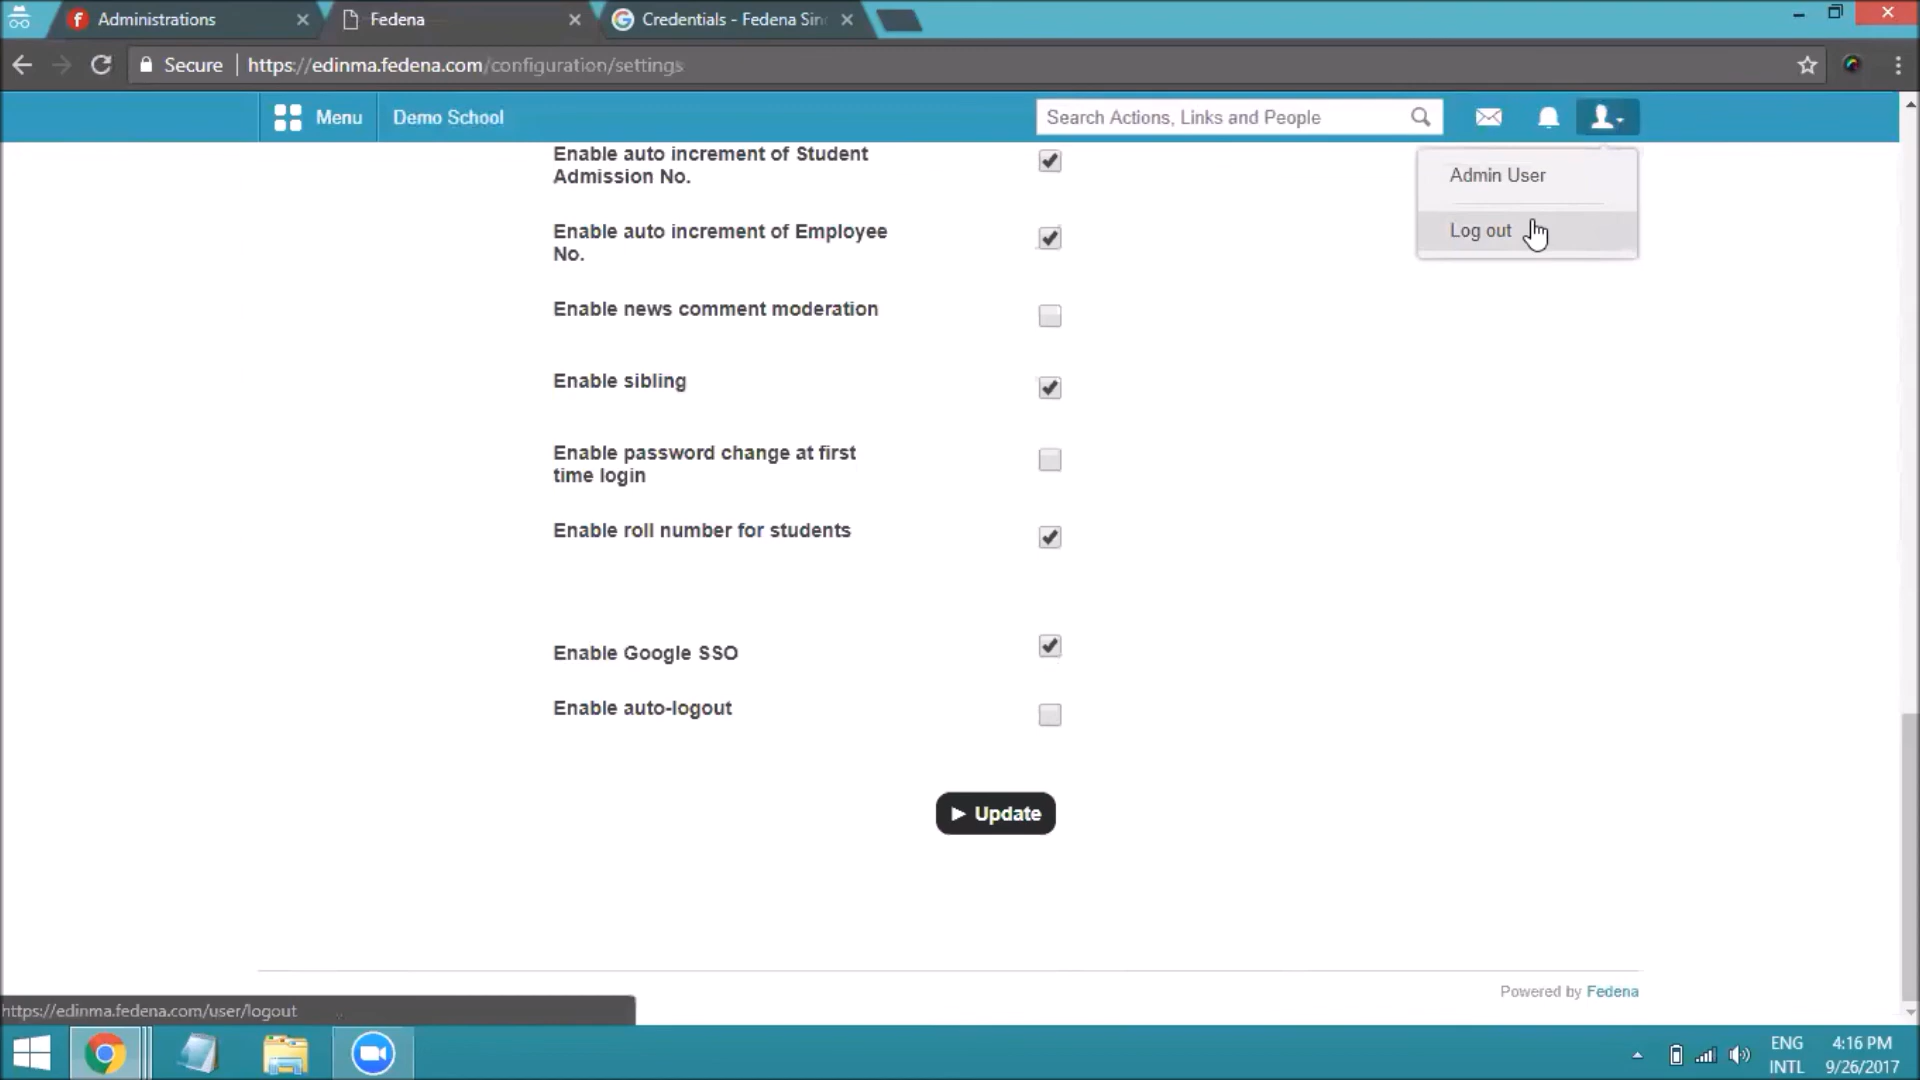 Administrations
Fedena
Credentials - Fedena Sin
Secure
https://edinma.fedena.com/configuration/settings
Menu
Demo School
Search Actions, Links and People
Enable auto increment of Student
Admission No.
Admin User
Log out
Enable auto increment of Employee
No.
Enable news comment moderation
Enable sibling
Enable password change at first
time login
Enable roll number for students
Enable Google SSO
Enable auto-logout
Update
Powered by Fedena
https://edinma.fedena.com/user/logout
ENG
INTL
4:16 PM
9/26/2017